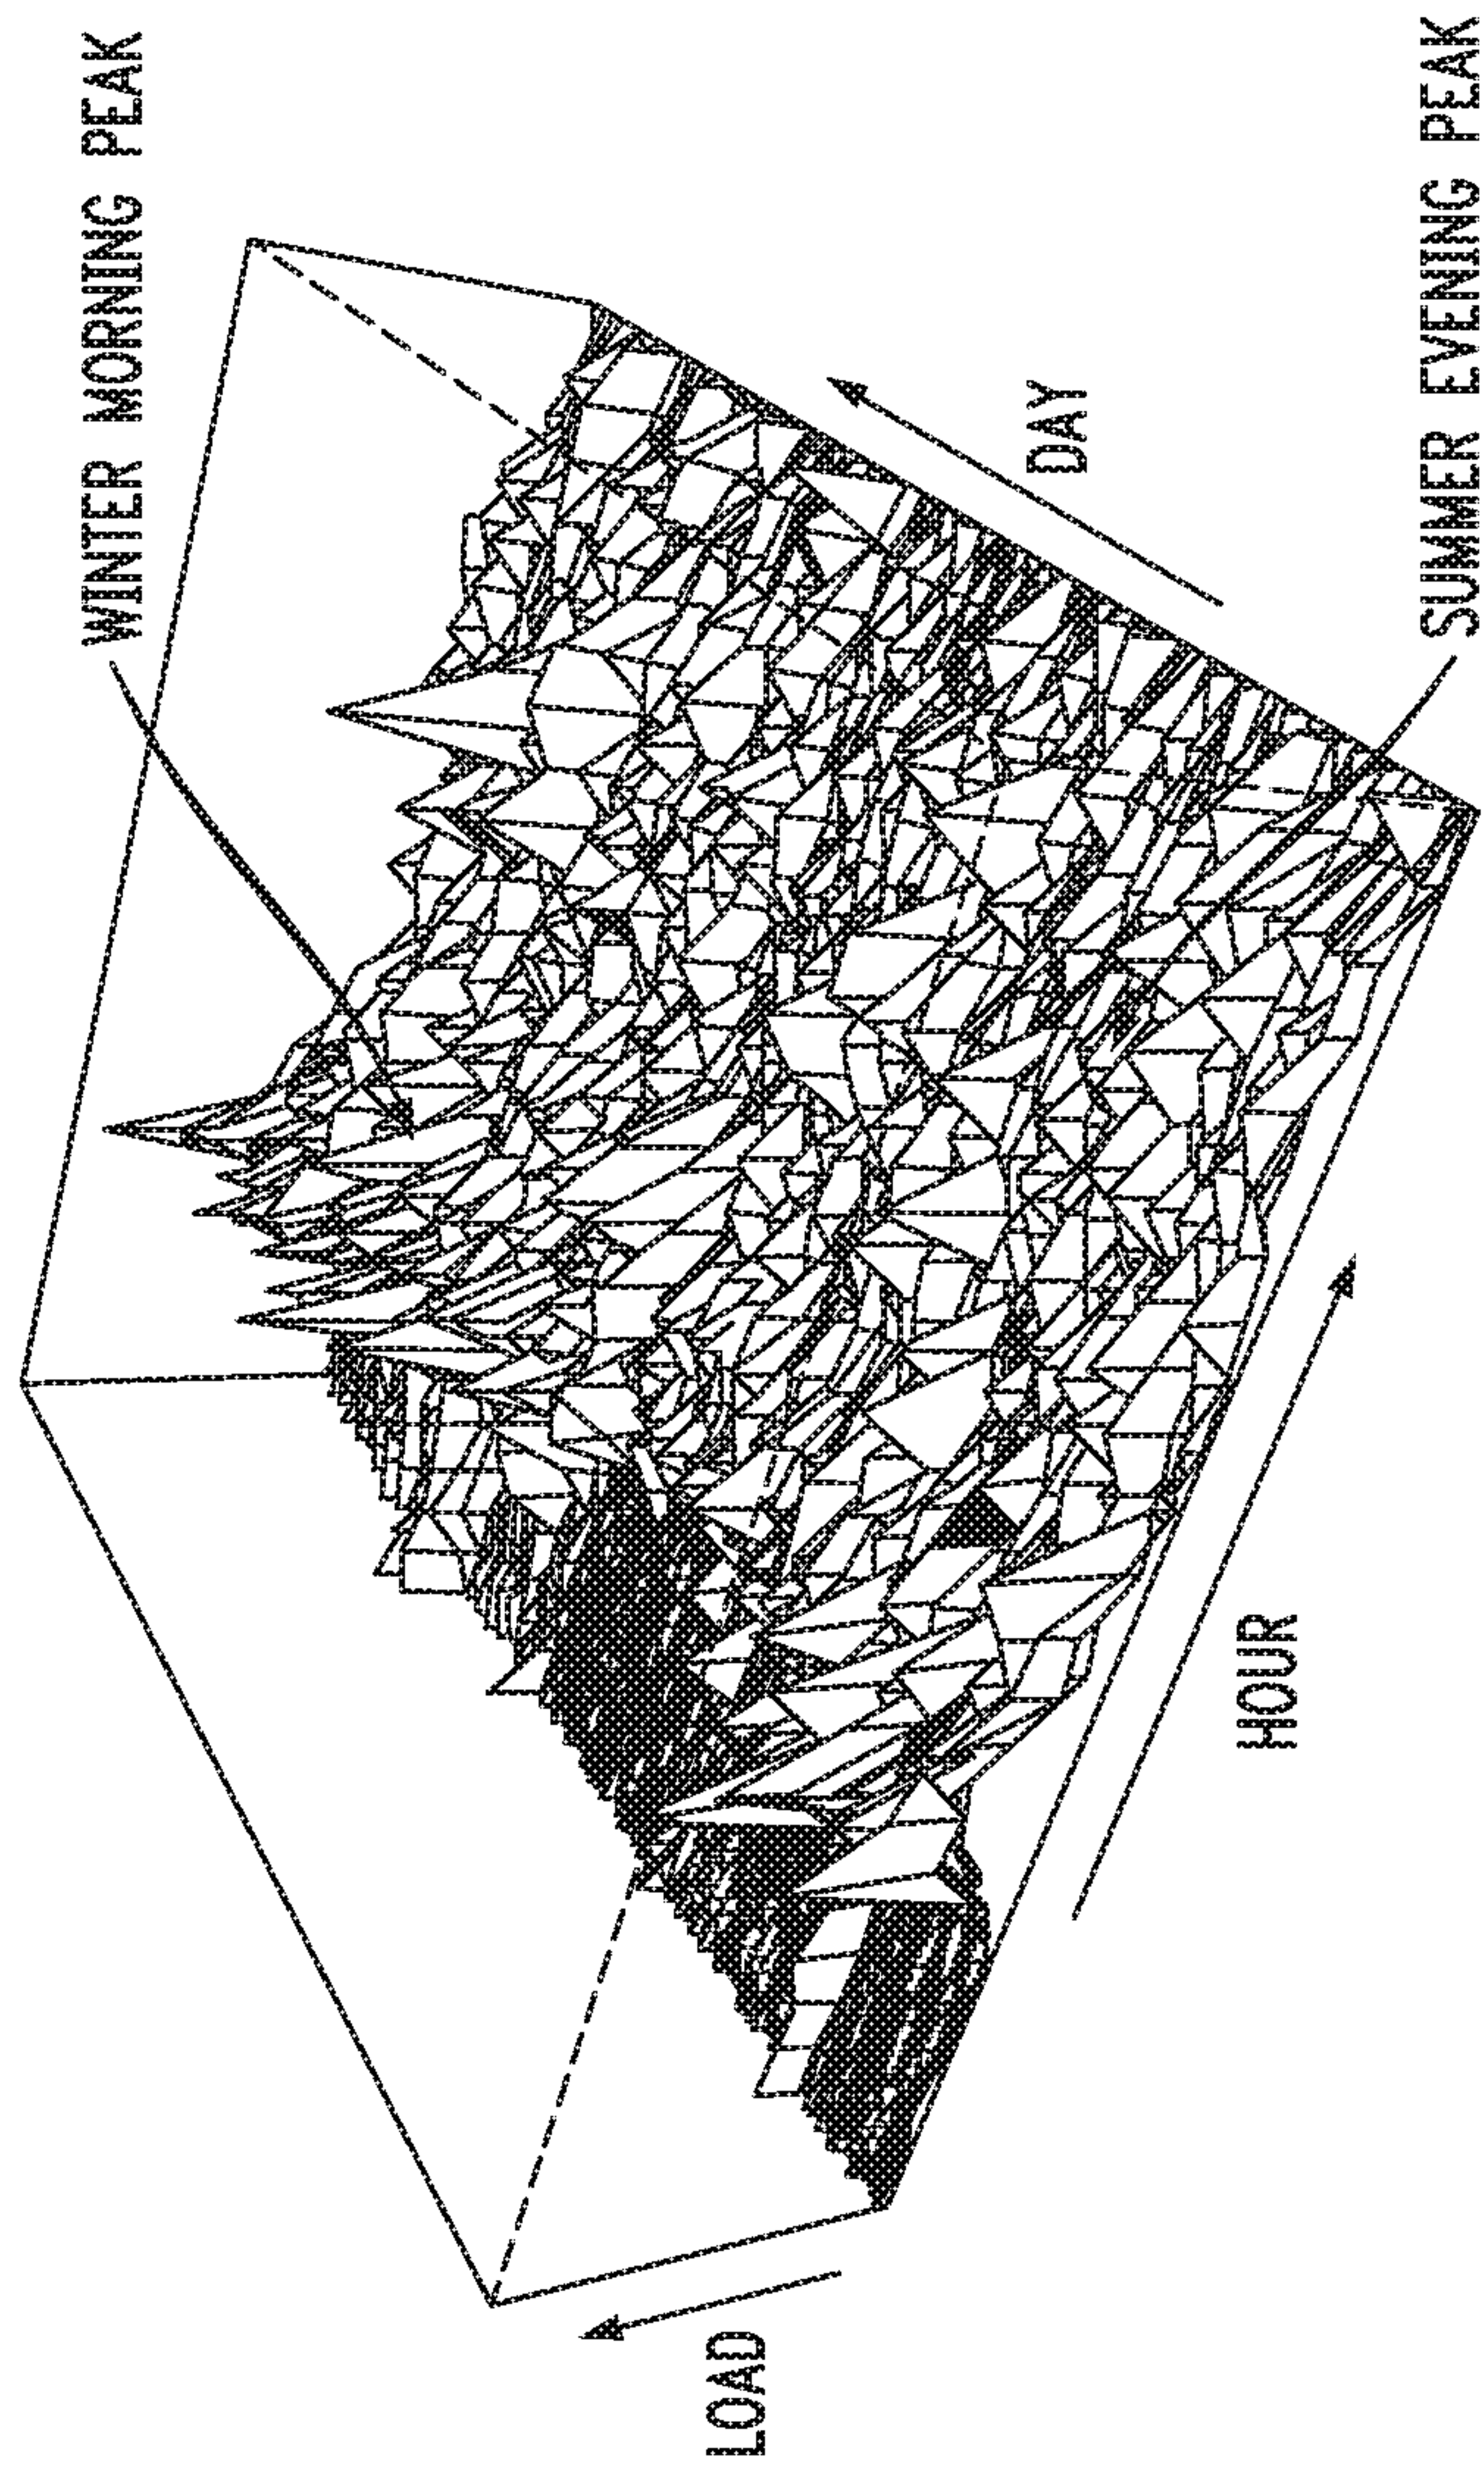 WINTER MORNING PEAK
LOAD
HOUR
DAY
SUMMER EVENING PEAK